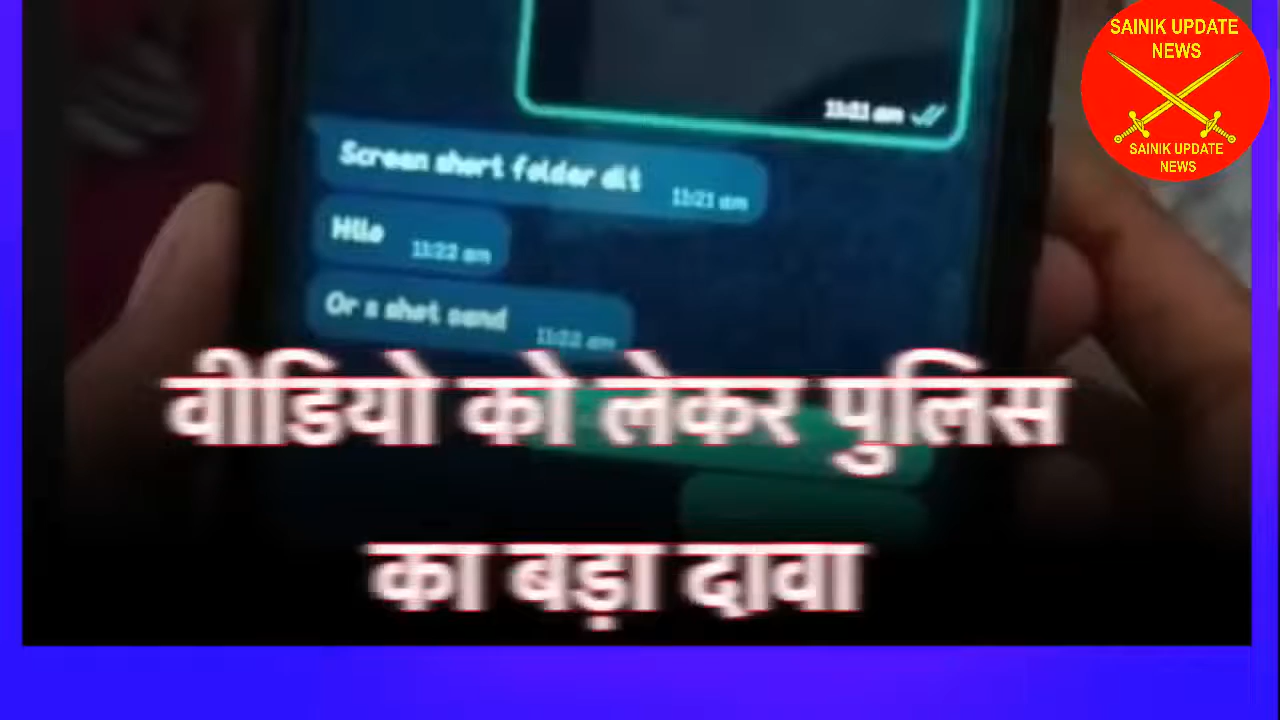 SAINIK UPDATE
NEWS
SAINIK UPDATE
NEWS
11:21 am
Screen short folder dit 11:21 am
Hllo 11:22 am
Or s shot send 11:22 am
वीडियो को लेकर पुलिस
का बड़ा दावा